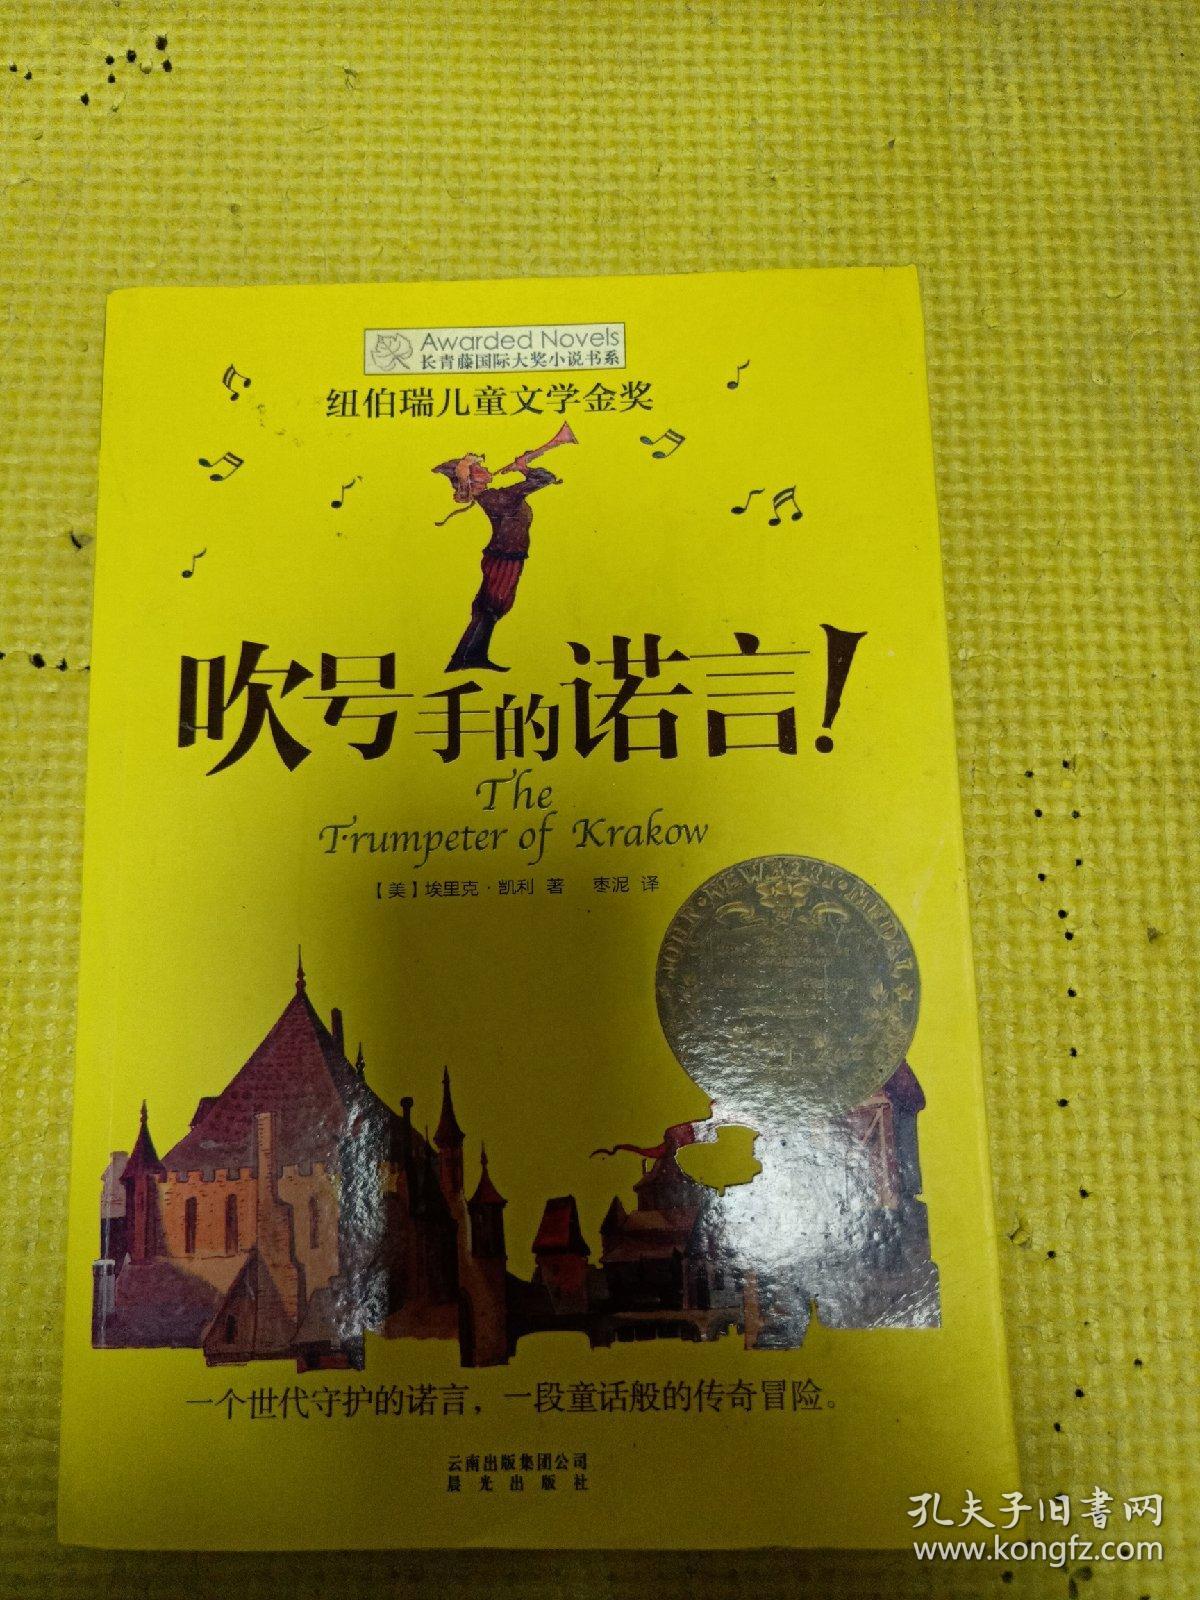 Awarded Novels
长青藤国际大奖小说书系
纽伯瑞儿童文学金奖
吹号手的诺言!
The
Trumpeter of Krakow
【美】埃里克·凯利 著 枣泥 译
JOHN·NEWBERY·MEDAL
一个世代守护的诺言，一段童话般的传奇冒险。
云南出版集团公司
晨光出版社
孔夫子旧书网
www.kongfz.com